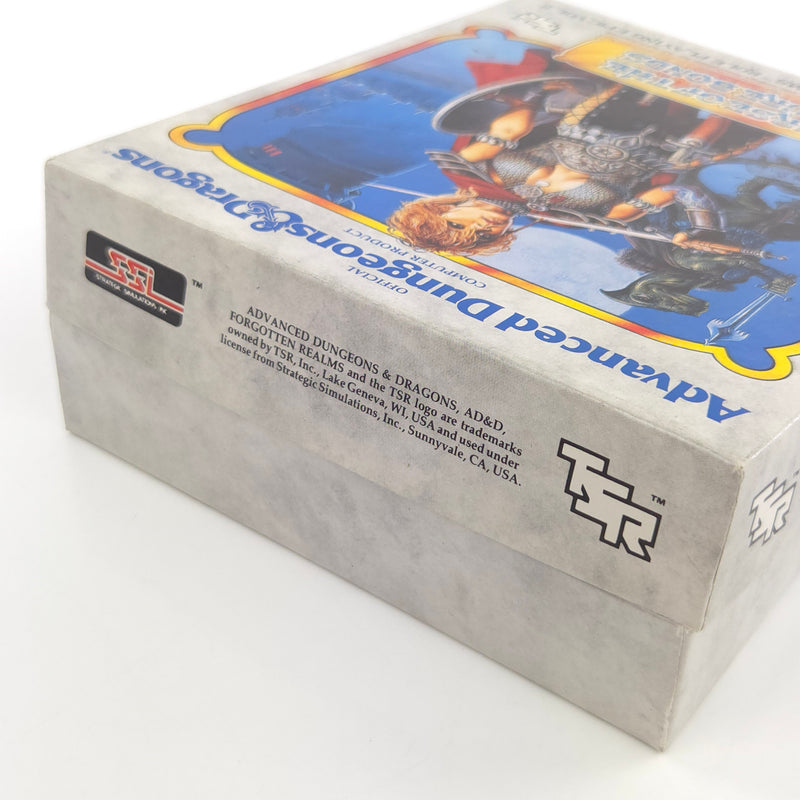 SSI
STRATEGIC SIMULATIONS, INC.
™
ADVANCED DUNGEONS & DRAGONS, AD&D,
FORGOTTEN REALMS and the TSR logo are trademarks
owned by TSR, Inc., Lake Geneva, WI, USA and used under
license from Strategic Simulations, Inc., Sunnyvale, CA, USA.
TSR™
TSR
Advanced Dungeons & Dragons
OFFICIAL
COMPUTER PRODUCT